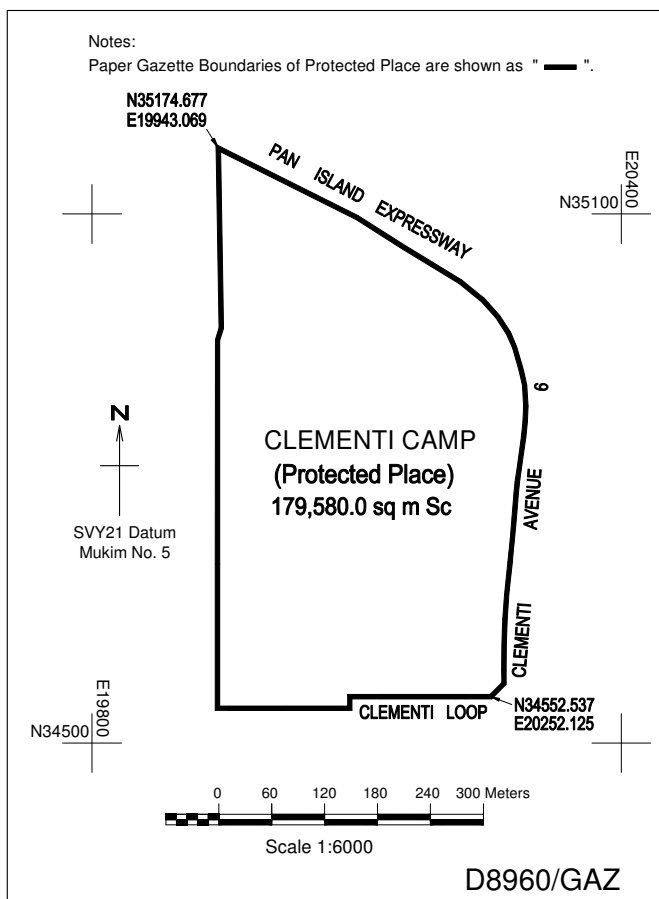 Notes:
Paper Gazette Boundaries of Protected Place are shown as " ".
N35174.677
E19943.069
PAN ISLAND EXPRESSWAY
N35100
E20400
N
SVY21 Datum
Mukim No. 5
CLEMENTI CAMP
(Protected Place)
179,580.0 sq m Sc
CLEMENTI AVENUE 6
N34500
E19800
CLEMENTI LOOP
N34552.537
E20252.125
0 60 120 180 240 300 Meters
Scale 1:6000
D8960/GAZ